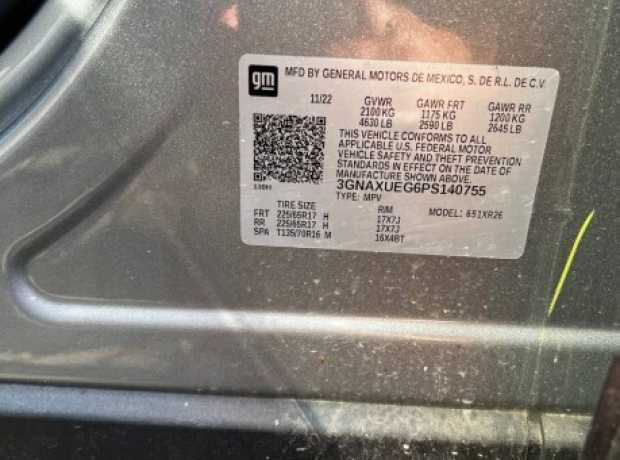 gm
MFD BY GENERAL MOTORS DE MEXICO, S. DE R.L. DE C.V
11/22 GVWR GAWR FRT GAWR RR
2100 KG 1175 KG 1200 KG
4630 LB 2590 LB 2645 LB
THIS VEHICLE CONFORMS TO ALL
APPLICABLE U.S. FEDERAL MOTOR
VEHICLE SAFETY AND THEFT PREVENTION
STANDARDS IN EFFECT ON THE DATE OF
MANUFACTURE SHOWN ABOVE.
3GNAXUEG6PS140755
TYPE: MPV MODEL: 651XR26
TIRE SIZE RIM
FRT 225/65R17 H 17X7J
RR 225/65R17 H 17X7J
SPA T135/70R16 M 16X4BT